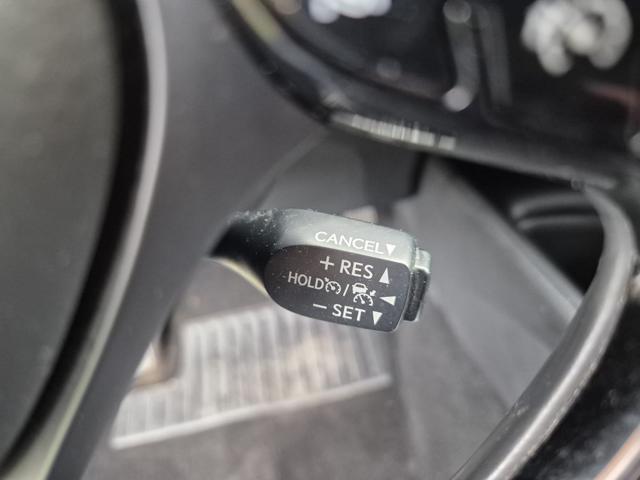 CANCEL▼
+ RES ▲
HOLD / ◄
− SET ▼